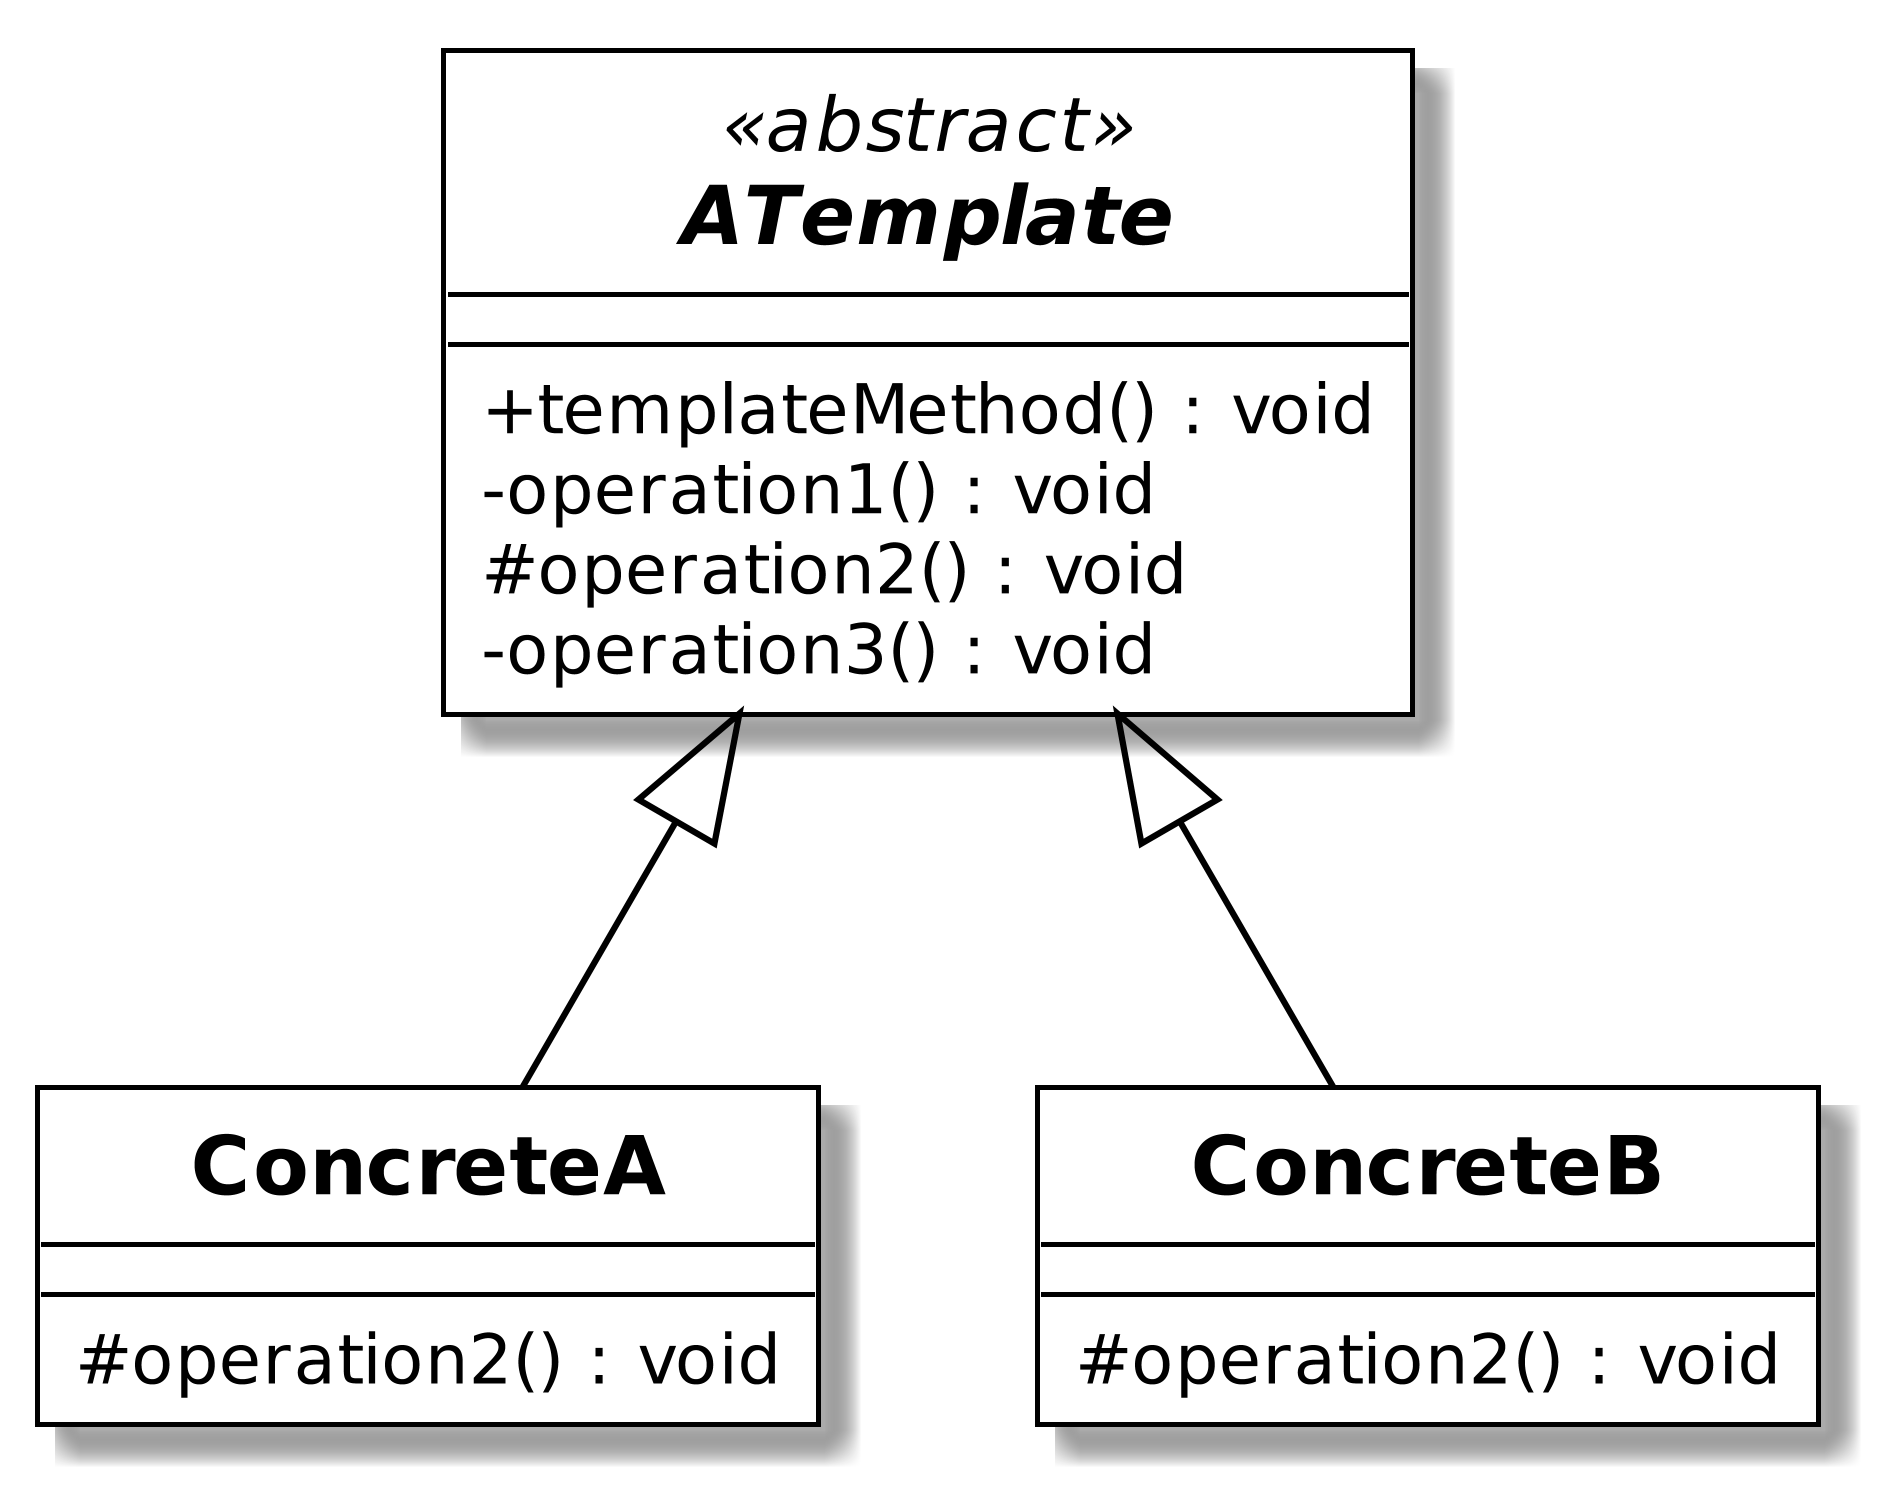 «abstract»
ATemplate
+templateMethod() : void
-operation1() : void
#operation2() : void
-operation3() : void
ConcreteA
#operation2() : void
ConcreteB
#operation2() : void